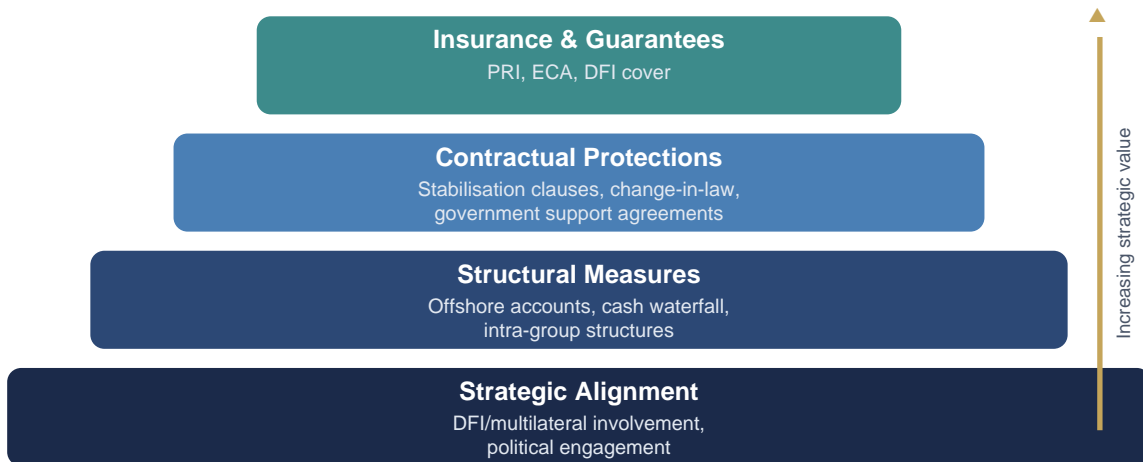 Insurance & Guarantees
PRI, ECA, DFI cover
Contractual Protections
Stabilisation clauses, change-in-law,
government support agreements
Structural Measures
Offshore accounts, cash waterfall,
intra-group structures
Strategic Alignment
DFI/multilateral involvement,
political engagement
Increasing strategic value